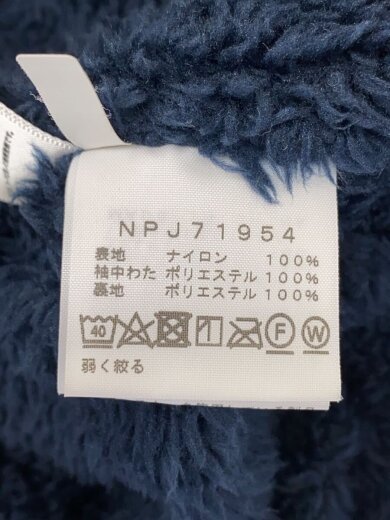 NPJ71954
表地 ナイロン 100%
袖中わた ポリエステル 100%
裏地 ポリエステル 100%
40 F W
弱く絞る